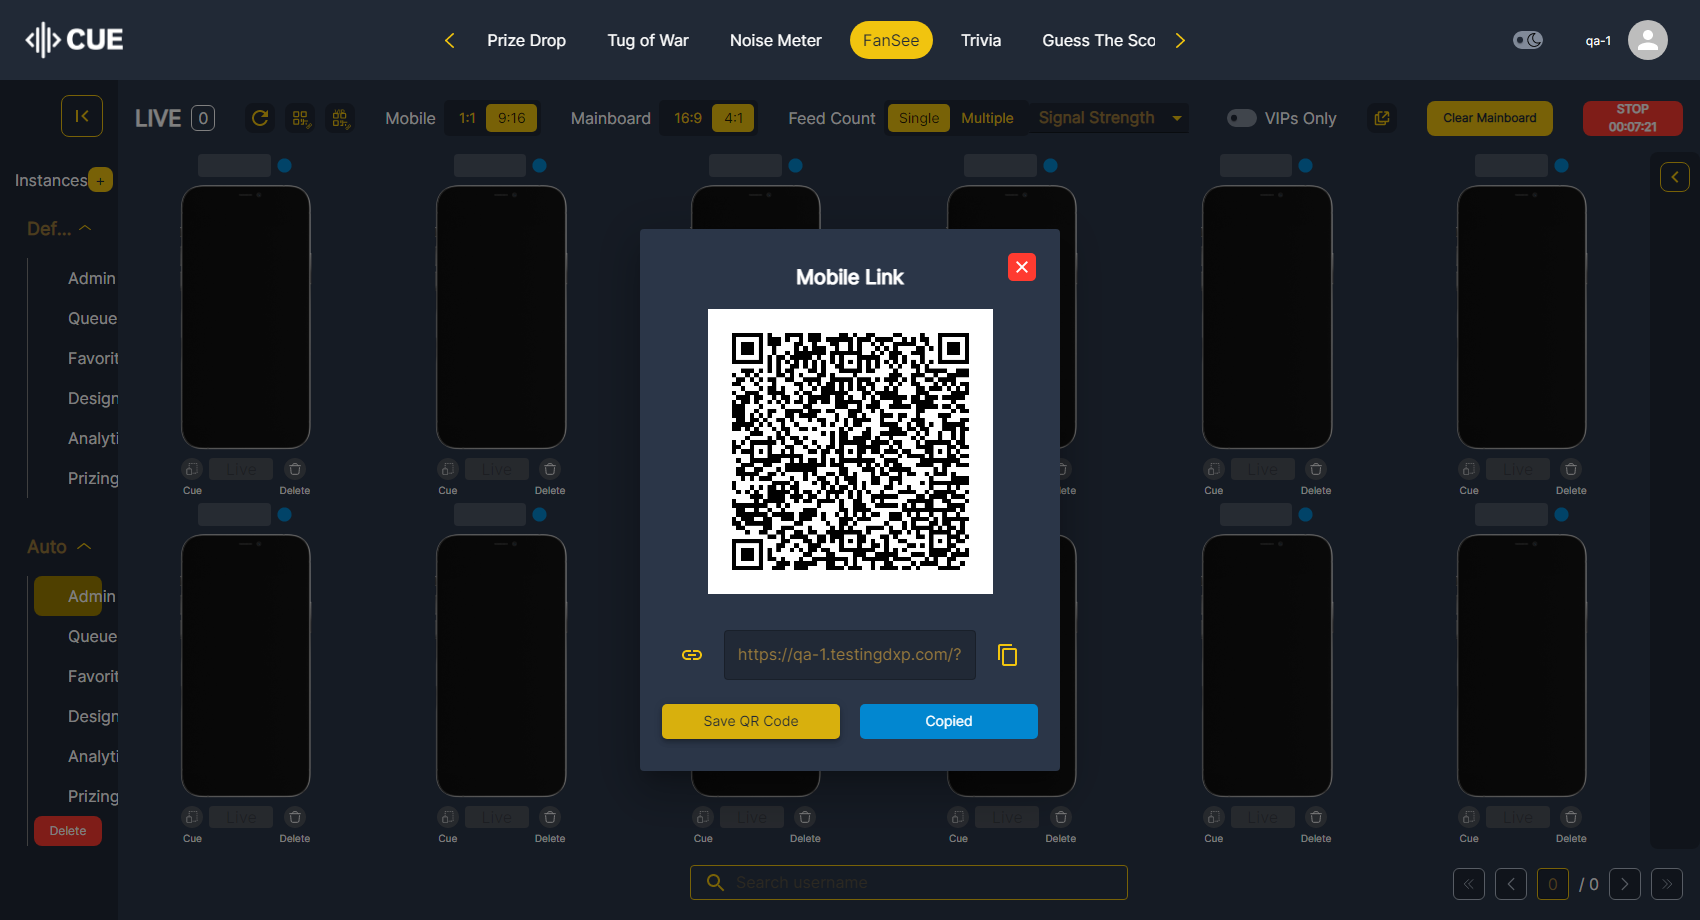 CUE
Prize Drop
Tug of War
Noise Meter
FanSee
Trivia
Guess The Sco
qa-1
LIVE 0
Mobile 1:1 9:16
Mainboard 16:9 4:1
Feed Count Single Multiple
Signal Strength
VIPs Only
Clear Mainboard
STOP
00:07:21
Instances +
Def...
Admin
Queue
Favorit
Design
Analyti
Prizing
Auto
Admin
Queue
Favorit
Design
Analyti
Prizing
Delete
Mobile Link
https://qa-1.testingdxp.com/?
Save QR Code
Copied
Live Live Live Live
Cue Delete Cue Delete ete Cue Delete Cue Delete
Live Live Live Live Live Live
Cue Delete Cue Delete Cue Delete Cue Delete Cue Delete Cue Delete
Search username
0 / 0